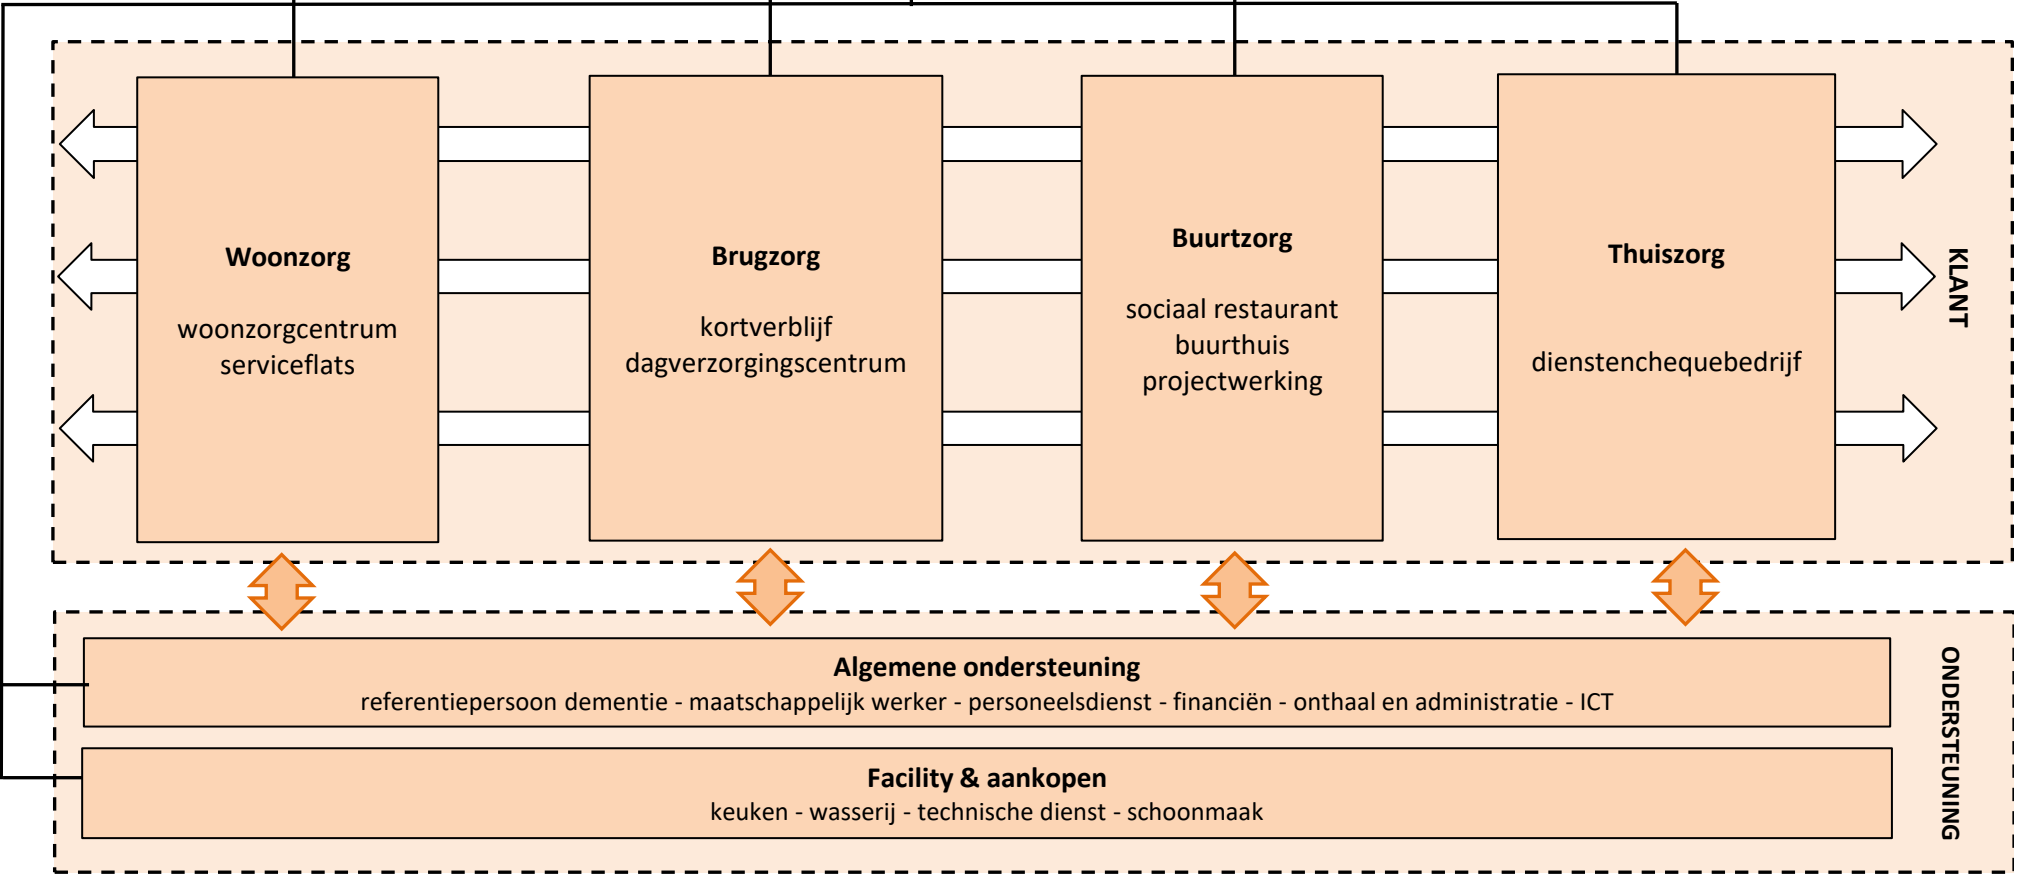 Woonzorg
woonzorgcentrum
serviceflats
Brugzorg
kortverblijf
dagverzorgingscentrum
Buurtzorg
sociaal restaurant
buurthuis
projectwerking
Thuiszorg
dienstenchequebedrijf
KLANT
Algemene ondersteuning
referentiepersoon dementie - maatschappelijk werker - personeelsdienst - financiën - onthaal en administratie - ICT
Facility & aankopen
keuken - wasserij - technische dienst - schoonmaak
ONDERSTEUNING